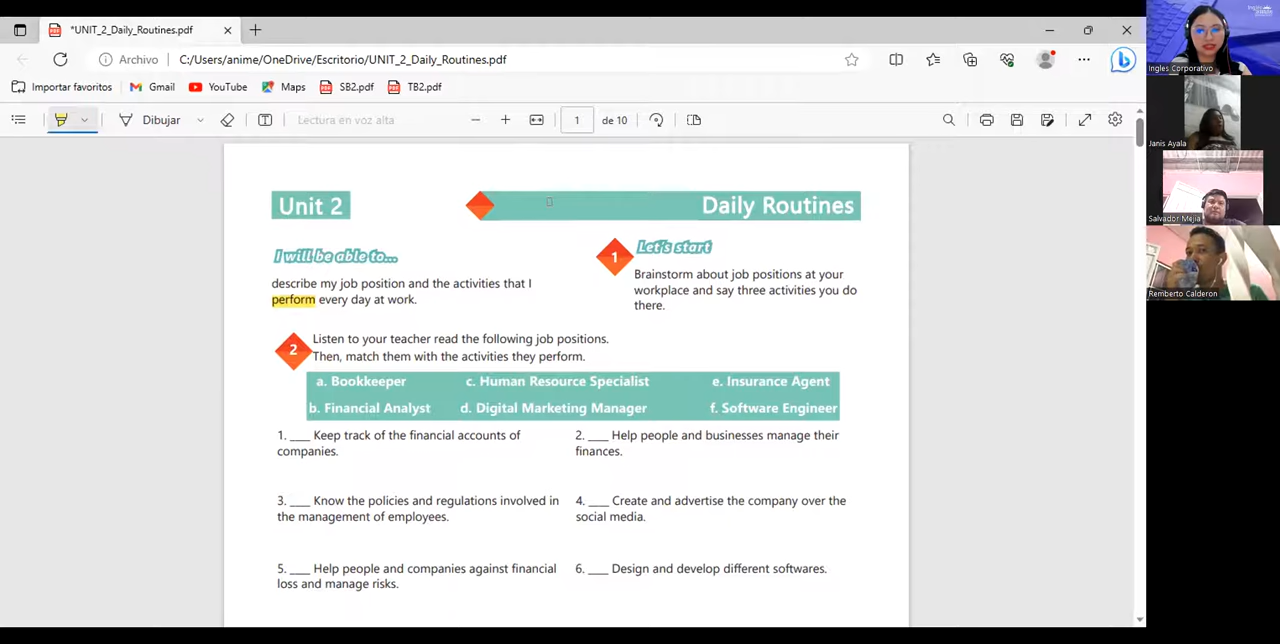 *UNIT_2_Daily_Routines.pdf
Archivo C:/Users/anime/OneDrive/Escritorio/UNIT_2_Daily_Routines.pdf
Importar favoritos Gmail YouTube Maps SB2.pdf TB2.pdf
Dibujar Lectura en voz alta 1 de 10
Unit 2
Daily Routines
I will be able to...
describe my job position and the activities that I
perform every day at work.
1
Let's start
Brainstorm about job positions at your
workplace and say three activities you do
there.
2
Listen to your teacher read the following job positions.
Then, match them with the activities they perform.
a. Bookkeeper c. Human Resource Specialist e. Insurance Agent
b. Financial Analyst d. Digital Marketing Manager f. Software Engineer
1. ___ Keep track of the financial accounts of
companies.
2. ___ Help people and businesses manage their
finances.
3. ___ Know the policies and regulations involved in
the management of employees.
4. ___ Create and advertise the company over the
social media.
5. ___ Help people and companies against financial
loss and manage risks.
6. ___ Design and develop different softwares.
Ingles Corporativo
Janis Ayala
Salvador Mejia
Remberto Calderon